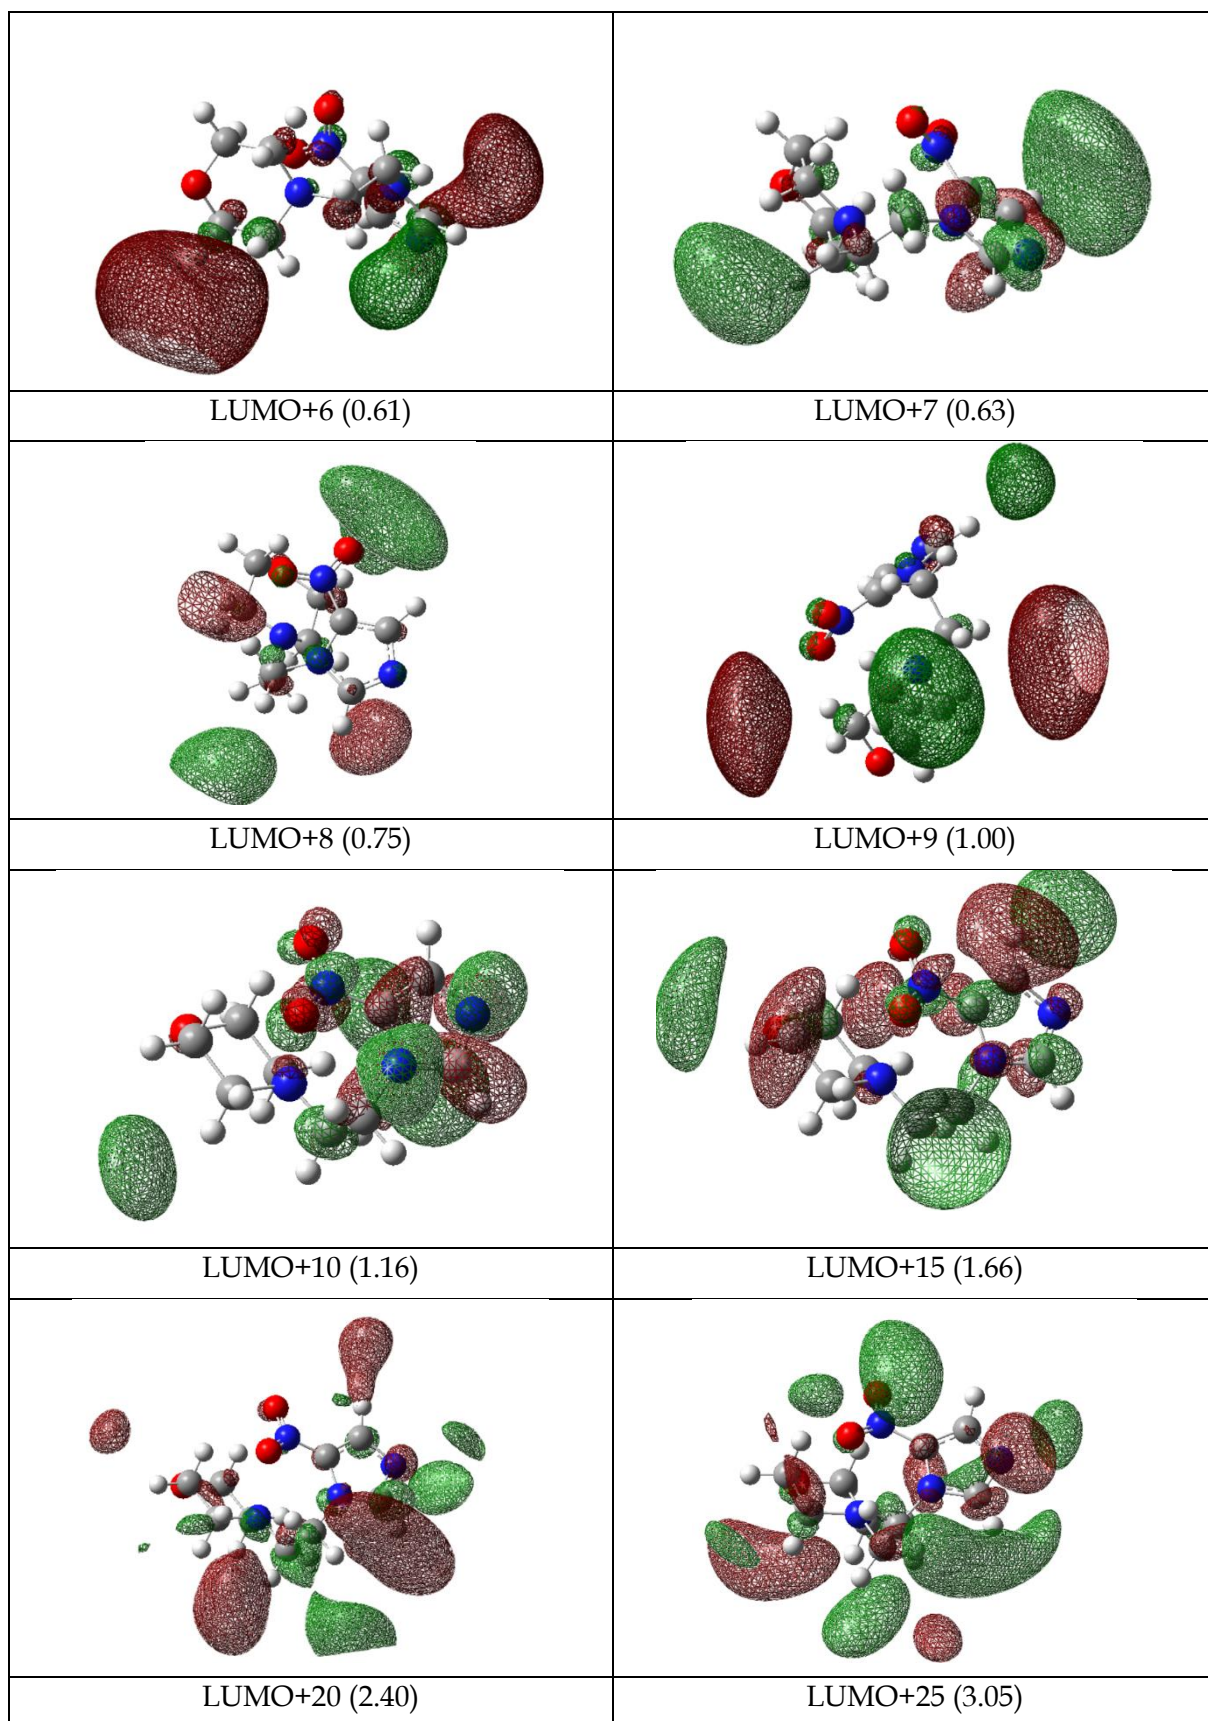 LUMO+6 (0.61)
LUMO+7 (0.63)
LUMO+8 (0.75)
LUMO+9 (1.00)
LUMO+10 (1.16)
LUMO+15 (1.66)
LUMO+20 (2.40)
LUMO+25 (3.05)